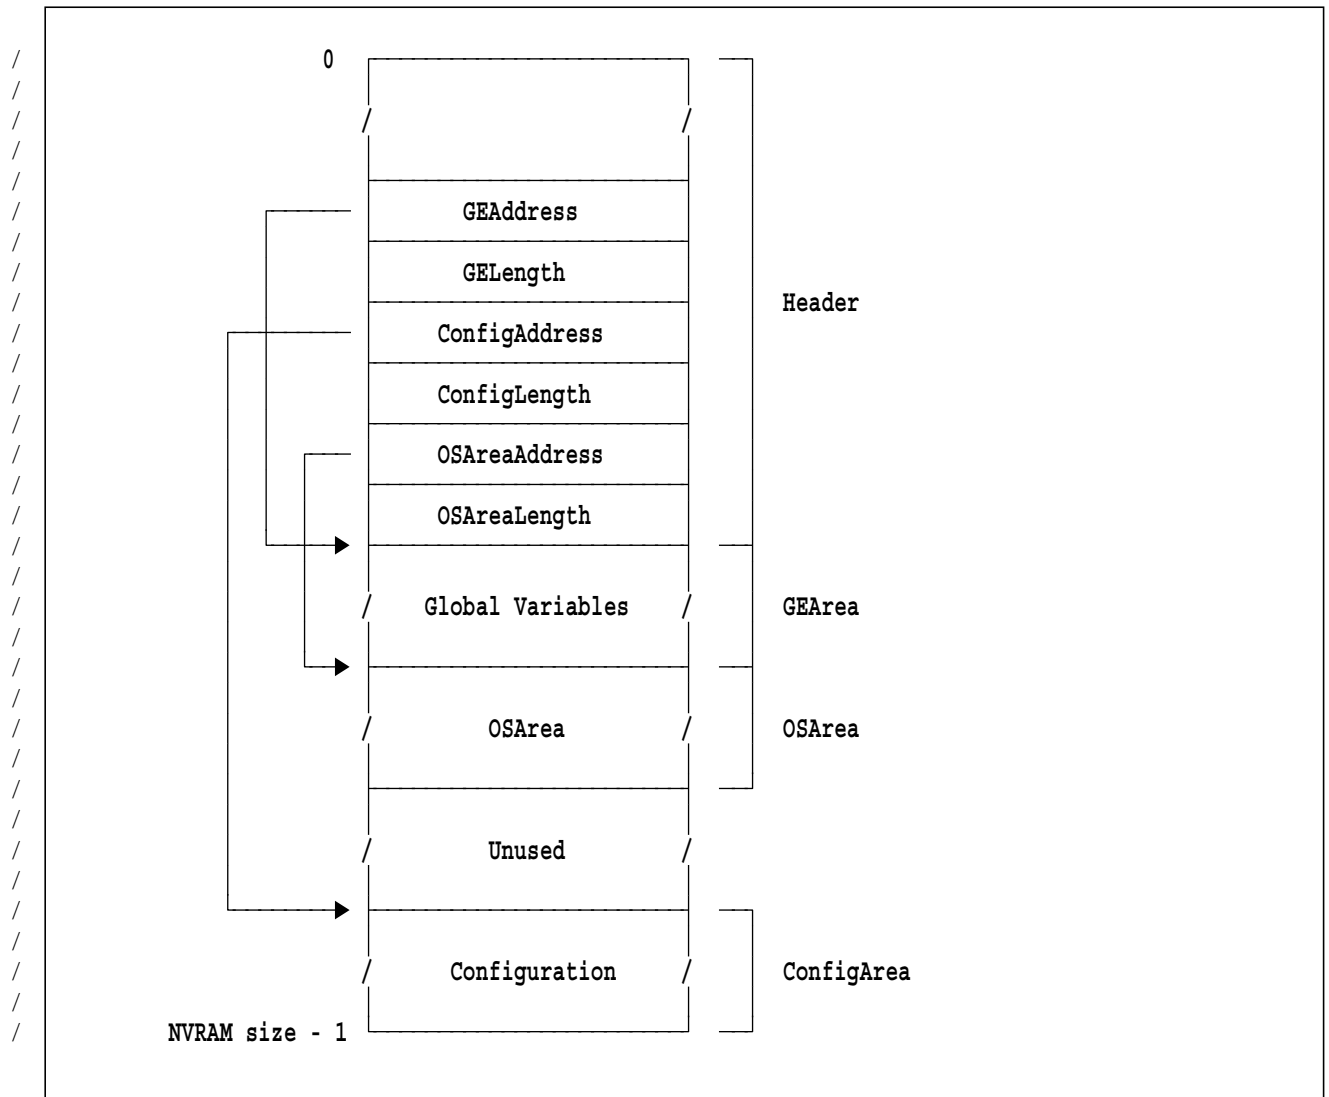 / 0
/
/ / /
/
/
/ GEAddress
/
/ GELength
/ Header
/ ConfigAddress
/
/ ConfigLength
/
/ OSAreaAddress
/
/ OSAreaLength
/
/
/ / Global Variables / GEArea
/
/
/
/ / OSArea / OSArea
/
/
/
/ / Unused /
/
/
/
/ / Configuration / ConfigArea
/
/ NVRAM size - 1